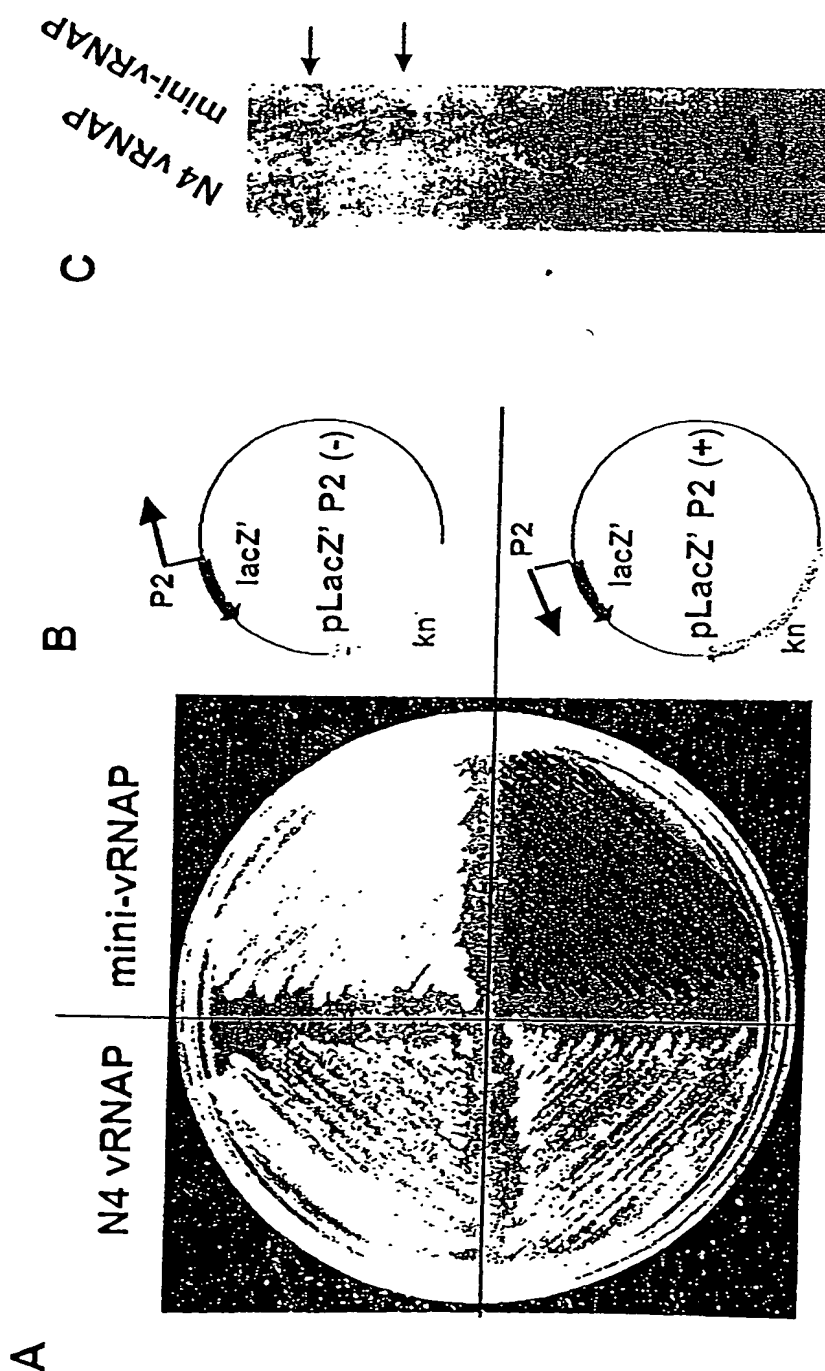 A
N4 vRNAP
mini-vRNAP
B
P2
lacZ'
pLacZ' P2 (-)
kn
P2
lacZ'
pLacZ' P2 (+)
kn
C
N4 vRNAP
mini-vRNAP